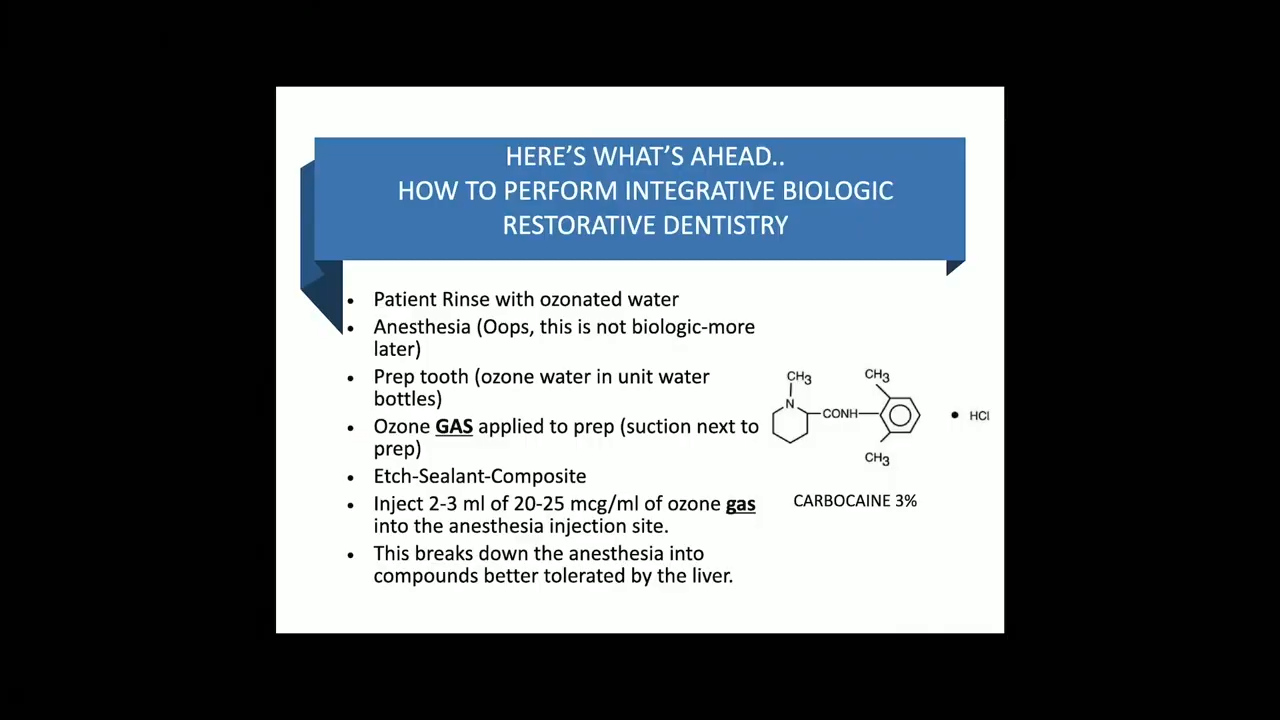 HERE’S WHAT’S AHEAD..
HOW TO PERFORM INTEGRATIVE BIOLOGIC
RESTORATIVE DENTISTRY
• Patient Rinse with ozonated water
• Anesthesia (Oops, this is not biologic-more
later)
• Prep tooth (ozone water in unit water
bottles)
• Ozone GAS applied to prep (suction next to
prep)
• Etch-Sealant-Composite
• Inject 2-3 ml of 20-25 mcg/ml of ozone gas
into the anesthesia injection site.
• This breaks down the anesthesia into
compounds better tolerated by the liver.
CH3 CH3
N
CONH • HCl
CH3
CARBOCAINE 3%